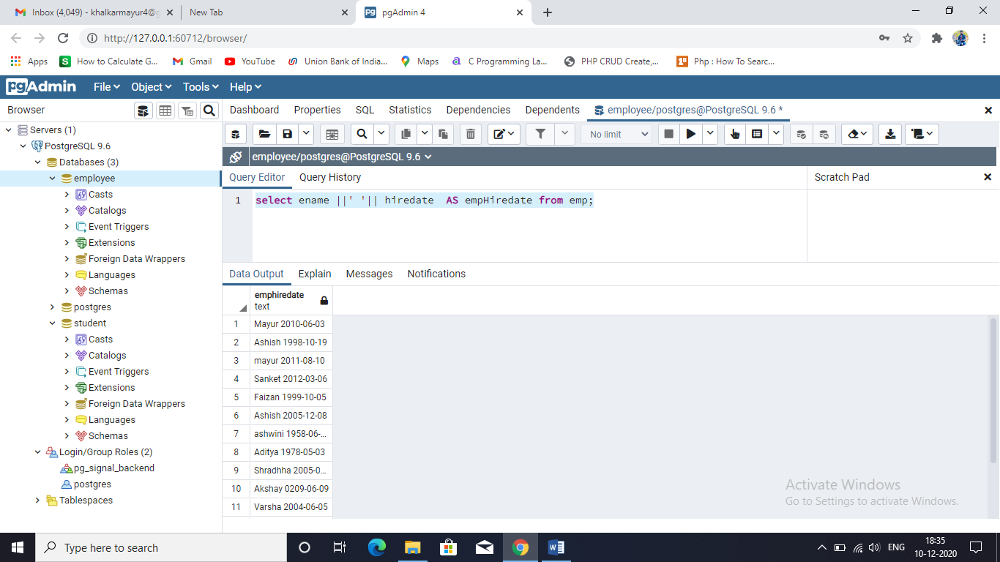 Inbox (4,049) - khalkarmayur4@g
New Tab
pgAdmin 4
http://127.0.0.1:60712/browser/
Apps
How to Calculate G...
Gmail
YouTube
Union Bank of India...
Maps
C Programming La...
PHP CRUD Create,...
Php : How To Searc...
pgAdmin File Object Tools Help
Browser
Dashboard Properties SQL Statistics Dependencies Dependents employee/postgres@PostgreSQL 9.6 *
No limit
employee/postgres@PostgreSQL 9.6
Query Editor Query History
Scratch Pad
1 select ename ||' '|| hiredate  AS empHiredate from emp;
Servers (1)
PostgreSQL 9.6
Databases (3)
employee
Casts
Catalogs
Event Triggers
Extensions
Foreign Data Wrappers
Languages
Schemas
postgres
student
Casts
Catalogs
Event Triggers
Extensions
Foreign Data Wrappers
Languages
Schemas
Login/Group Roles (2)
pg_signal_backend
postgres
Tablespaces
Data Output Explain Messages Notifications
emphiredate
text
1 Mayur 2010-06-03
2 Ashish 1998-10-19
3 mayur 2011-08-10
4 Sanket 2012-03-06
5 Faizan 1999-10-05
6 Ashish 2005-12-08
7 ashwini 1958-06-...
8 Aditya 1978-05-03
9 Shradhha 2005-0...
10 Akshay 0209-06-09
11 Varsha 2004-06-05
Activate Windows
Go to Settings to activate Windows.
Type here to search
ENG
18:35
10-12-2020